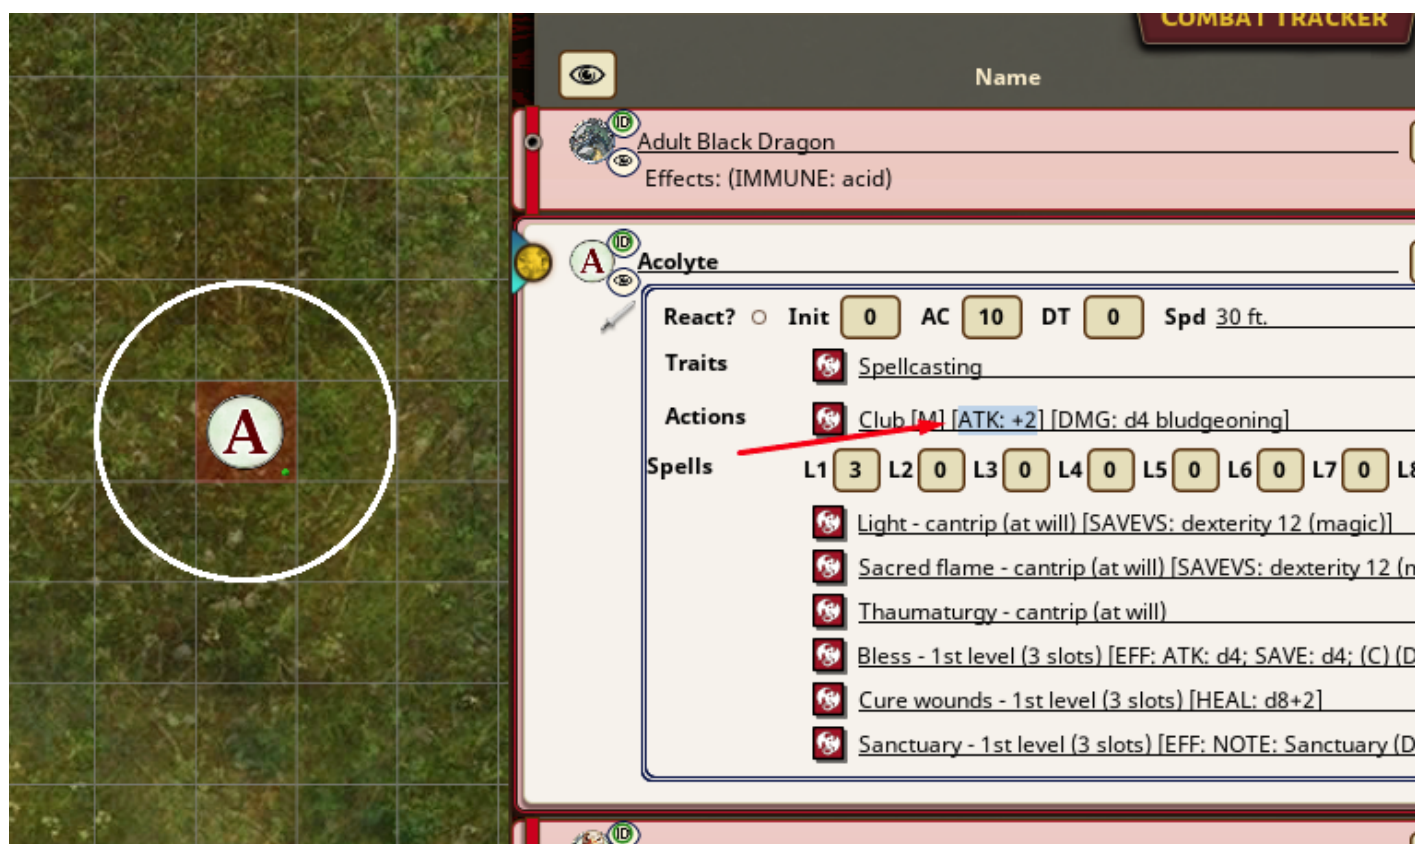 COMBAT TRACKER
Name
ID
Adult Black Dragon
Effects: (IMMUNE: acid)
A
ID
A Acolyte
React? Init 0 AC 10 DT 0 Spd 30 ft.
Traits Spellcasting
Actions Club [M] [ATK: +2] [DMG: d4 bludgeoning]
Spells L1 3 L2 0 L3 0 L4 0 L5 0 L6 0 L7 0 L8
Light - cantrip (at will) [SAVEVS: dexterity 12 (magic)]
Sacred flame - cantrip (at will) [SAVEVS: dexterity 12 (m
Thaumaturgy - cantrip (at will)
Bless - 1st level (3 slots) [EFF: ATK: d4; SAVE: d4; (C) (D
Cure wounds - 1st level (3 slots) [HEAL: d8+2]
Sanctuary - 1st level (3 slots) [EFF: NOTE: Sanctuary (D
ID